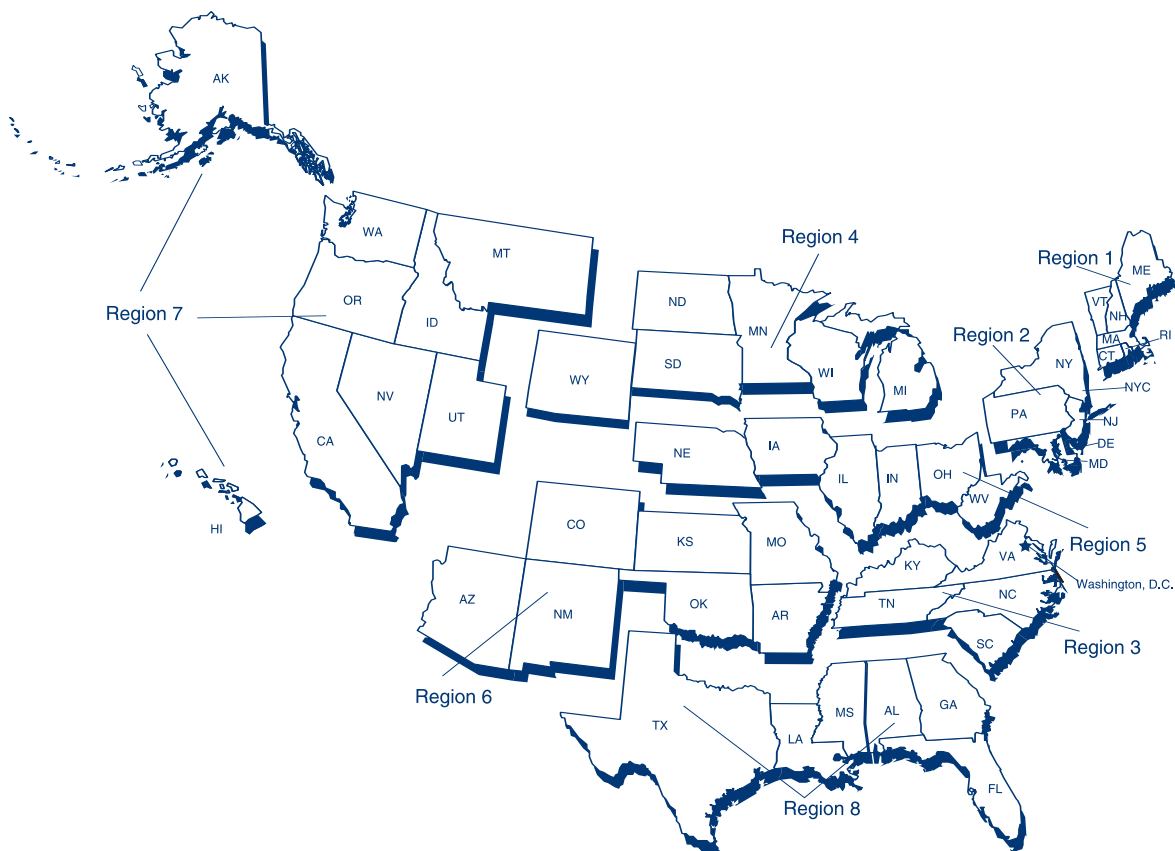 AK
WA
MT
Region 4
Region 1
ME
ND
VT
NH
Region 7
OR
ID
MN
MA
RI
SD
Region 2
NY
CT
WI
WY
MI
NYC
NV
UT
PA
NJ
CA
IA
DE
NE
MD
IL
IN
OH
WV
HI
CO
KS
MO
Region 5
VA
KY
Washington, D.C.
AZ
NM
OK
AR
TN
NC
SC
Region 3
Region 6
TX
MS
AL
GA
LA
FL
Region 8